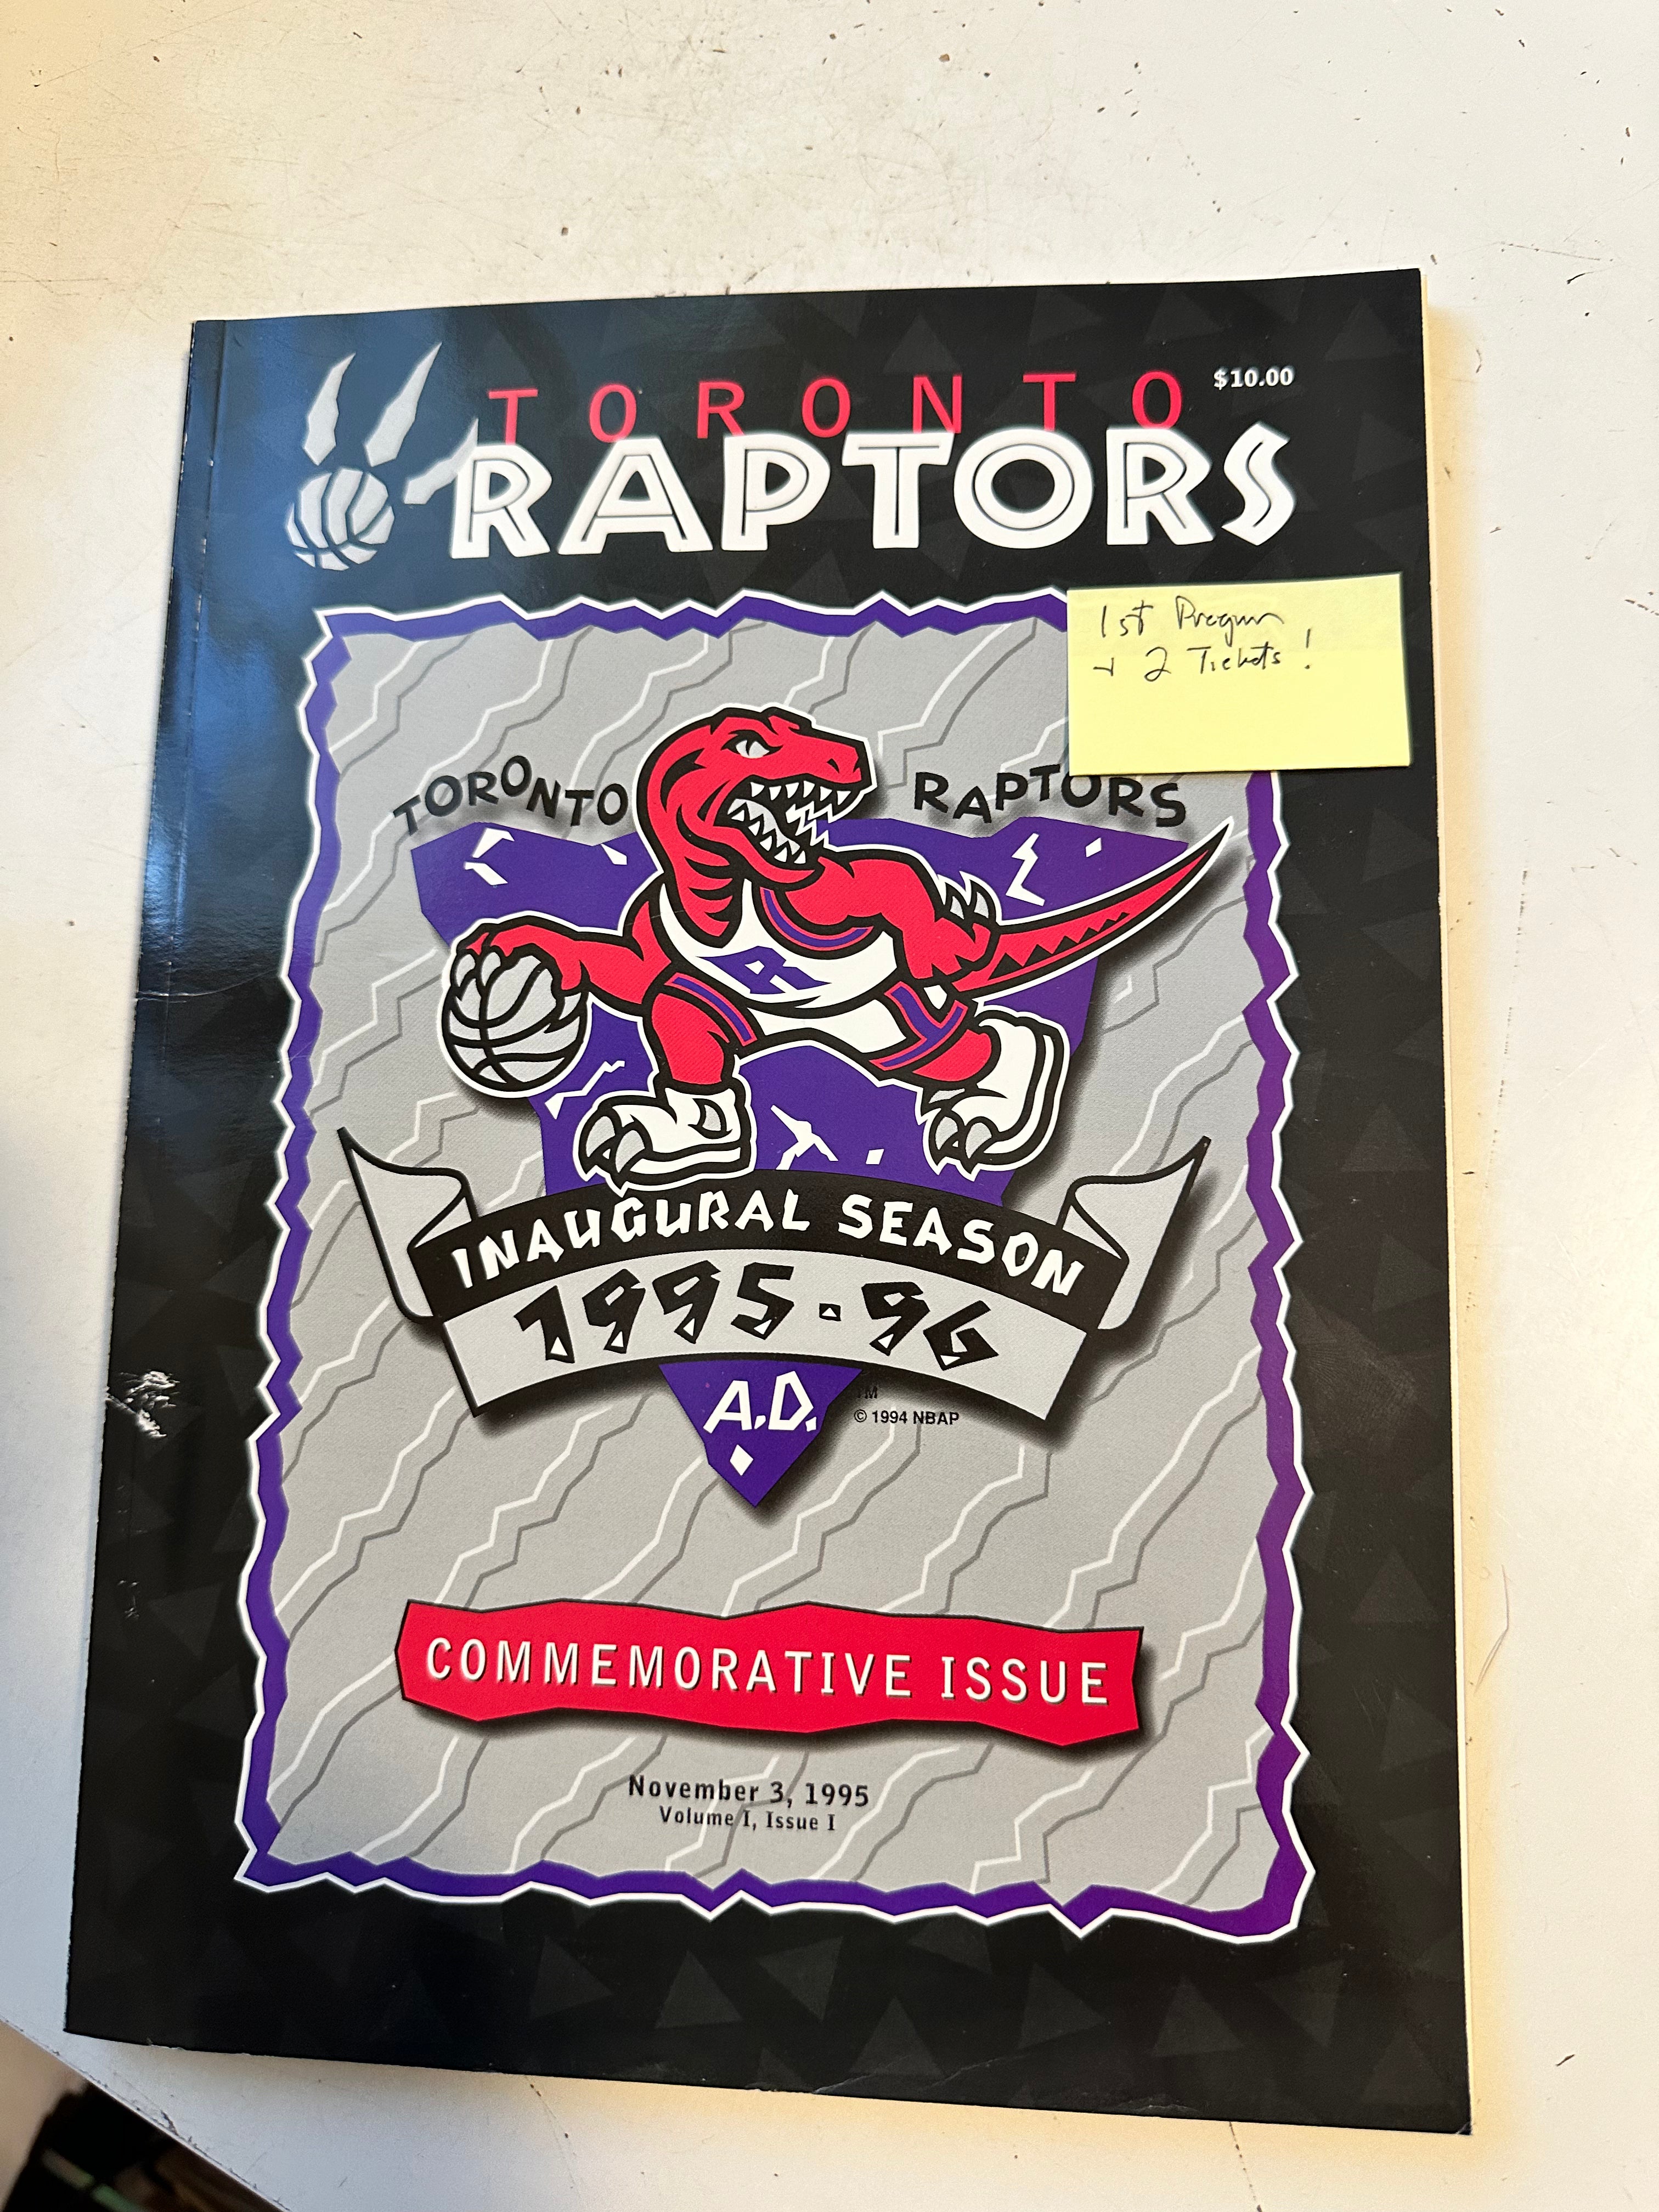 TORONTO
$10.00
RAPTORS
1st Program
+ 2 Tickets!
TORONTO RAPTORS
R
INAUGURAL SEASON
1995-96
A.D.
TM
© 1994 NBAP
COMMEMORATIVE ISSUE
November 3, 1995
Volume I, Issue I